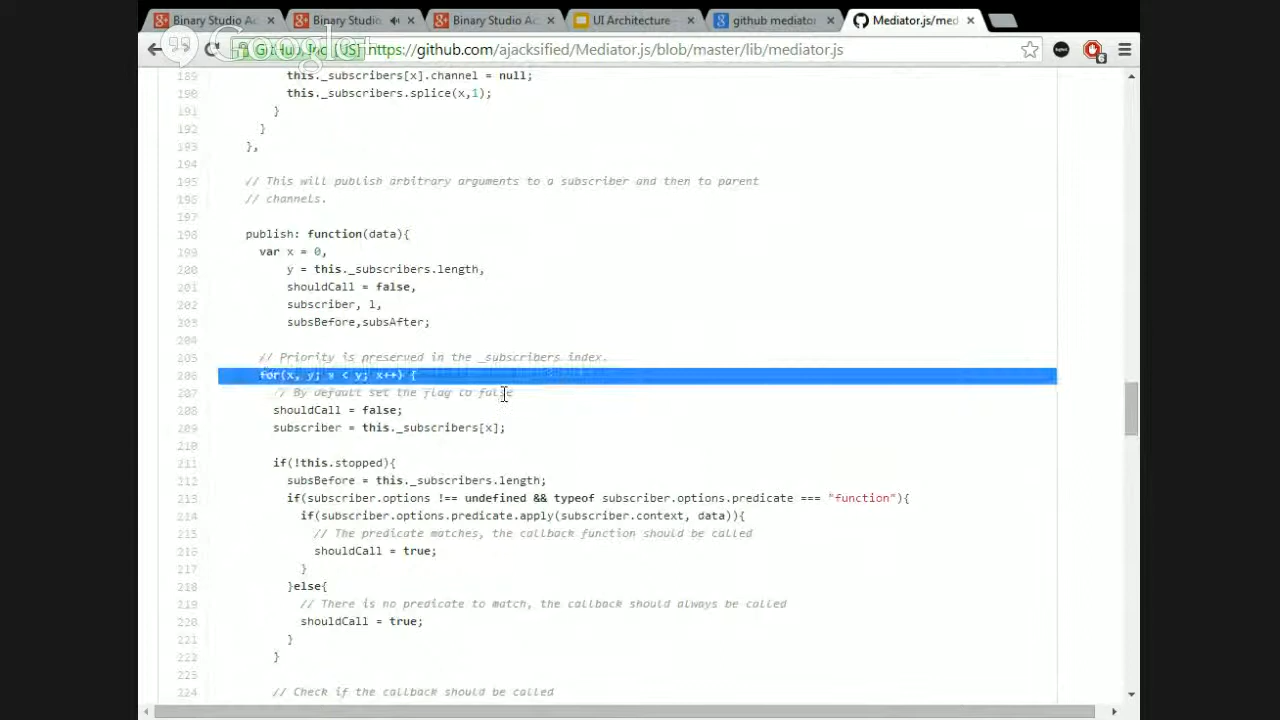 Binary Studio Ac
Binary Studio
Binary Studio Ac
UI Architecture
github mediator
Mediator.js/med
Google+
GitHub, [US] https://github.com/ajacksified/Mediator.js/blob/master/lib/mediator.js
6
189 this._subscribers[x].channel = null;
190 this._subscribers.splice(x,1);
191 }
192 }
193 },
194
195 // This will publish arbitrary arguments to a subscriber and then to parent
196 // channels.
197
198 publish: function(data){
199 var x = 0,
200 y = this._subscribers.length,
201 shouldCall = false,
202 subscriber, l,
203 subsBefore,subsAfter;
204
205 // Priority is preserved in the _subscribers index.
206 for(x, y; x < y; x++) {
207 // By default set the flag to false
208 shouldCall = false;
209 subscriber = this._subscribers[x];
210
211 if(!this.stopped){
212 subsBefore = this._subscribers.length;
213 if(subscriber.options !== undefined && typeof subscriber.options.predicate === "function"){
214 if(subscriber.options.predicate.apply(subscriber.context, data)){
215 // The predicate matches, the callback function should be called
216 shouldCall = true;
217 }
218 }else{
219 // There is no predicate to match, the callback should always be called
220 shouldCall = true;
221 }
222 }
223
224 // Check if the callback should be called